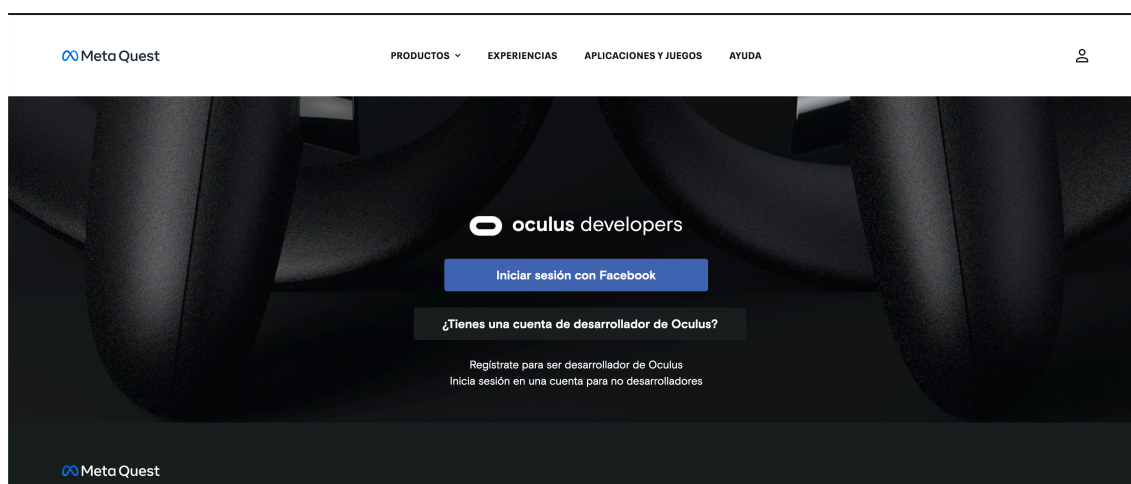 Meta Quest
PRODUCTOS
EXPERIENCIAS
APLICACIONES Y JUEGOS
AYUDA
oculus developers
Iniciar sesión con Facebook
¿Tienes una cuenta de desarrollador de Oculus?
Regístrate para ser desarrollador de Oculus
Inicia sesión en una cuenta para no desarrolladores
Meta Quest